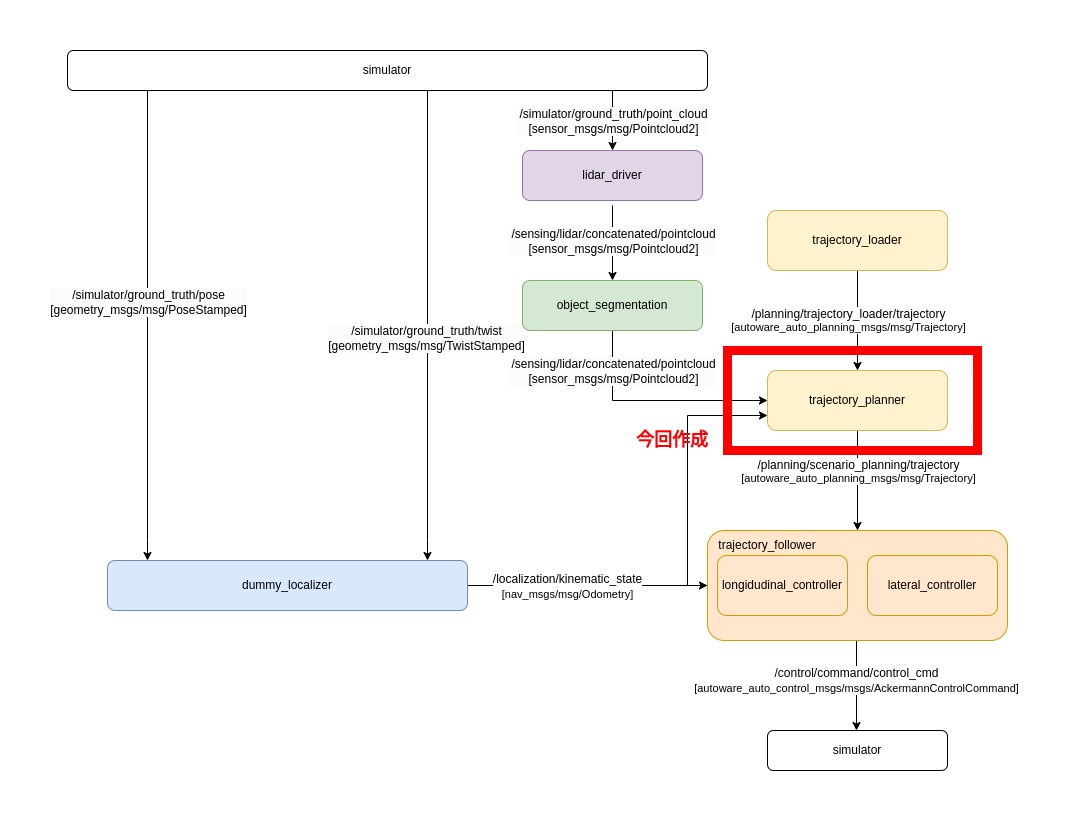 simulator
/simulator/ground_truth/point_cloud
[sensor_msgs/msg/Pointcloud2]
lidar_driver
/sensing/lidar/concatenated/pointcloud
[sensor_msgs/msg/Pointcloud2]
trajectory_loader
/simulator/ground_truth/pose
[geometry_msgs/msg/PoseStamped]
/simulator/ground_truth/twist
[geometry_msgs/msg/TwistStamped]
object_segmentation
/planning/trajectory_loader/trajectory
[autoware_auto_planning_msgs/msg/Trajectory]
/sensing/lidar/concatenated/pointcloud
[sensor_msgs/msg/Pointcloud2]
trajectory_planner
今回作成
/planning/scenario_planning/trajectory
[autoware_auto_planning_msgs/msg/Trajectory]
dummy_localizer
/localization/kinematic_state
[nav_msgs/msg/Odometry]
trajectory_follower
longidudinal_controller
lateral_controller
/control/command/control_cmd
[autoware_auto_control_msgs/msgs/AckermannControlCommand]
simulator